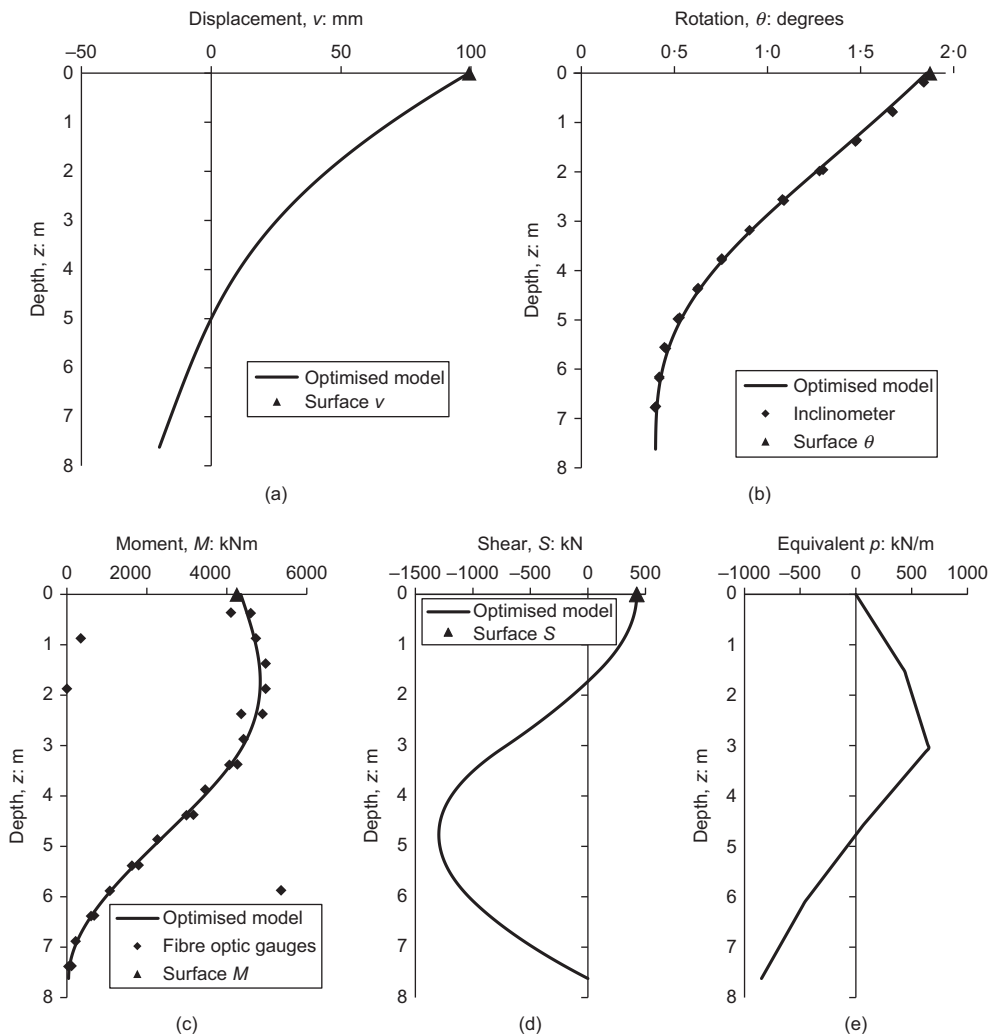 Displacement, v: mm
–50 0 50 100
0
1
2
3
4
5
6
7
8
Depth, z: m
Optimised model
Surface v
(a)
Rotation, θ: degrees
0 0·5 1·0 1·5 2·0
0
1
2
3
4
5
6
7
8
Depth, z: m
Optimised model
Inclinometer
Surface θ
(b)
Moment, M: kNm
0 2000 4000 6000
0
1
2
3
4
5
6
7
8
Depth, z: m
Optimised model
Fibre optic gauges
Surface M
(c)
Shear, S: kN
–1500 –1000 –500 0 500
0
1
2
3
4
5
6
7
8
Depth, z: m
Optimised model
Surface S
(d)
Equivalent p: kN/m
–1000 –500 0 500 1000
0
1
2
3
4
5
6
7
8
Depth, z: m
(e)